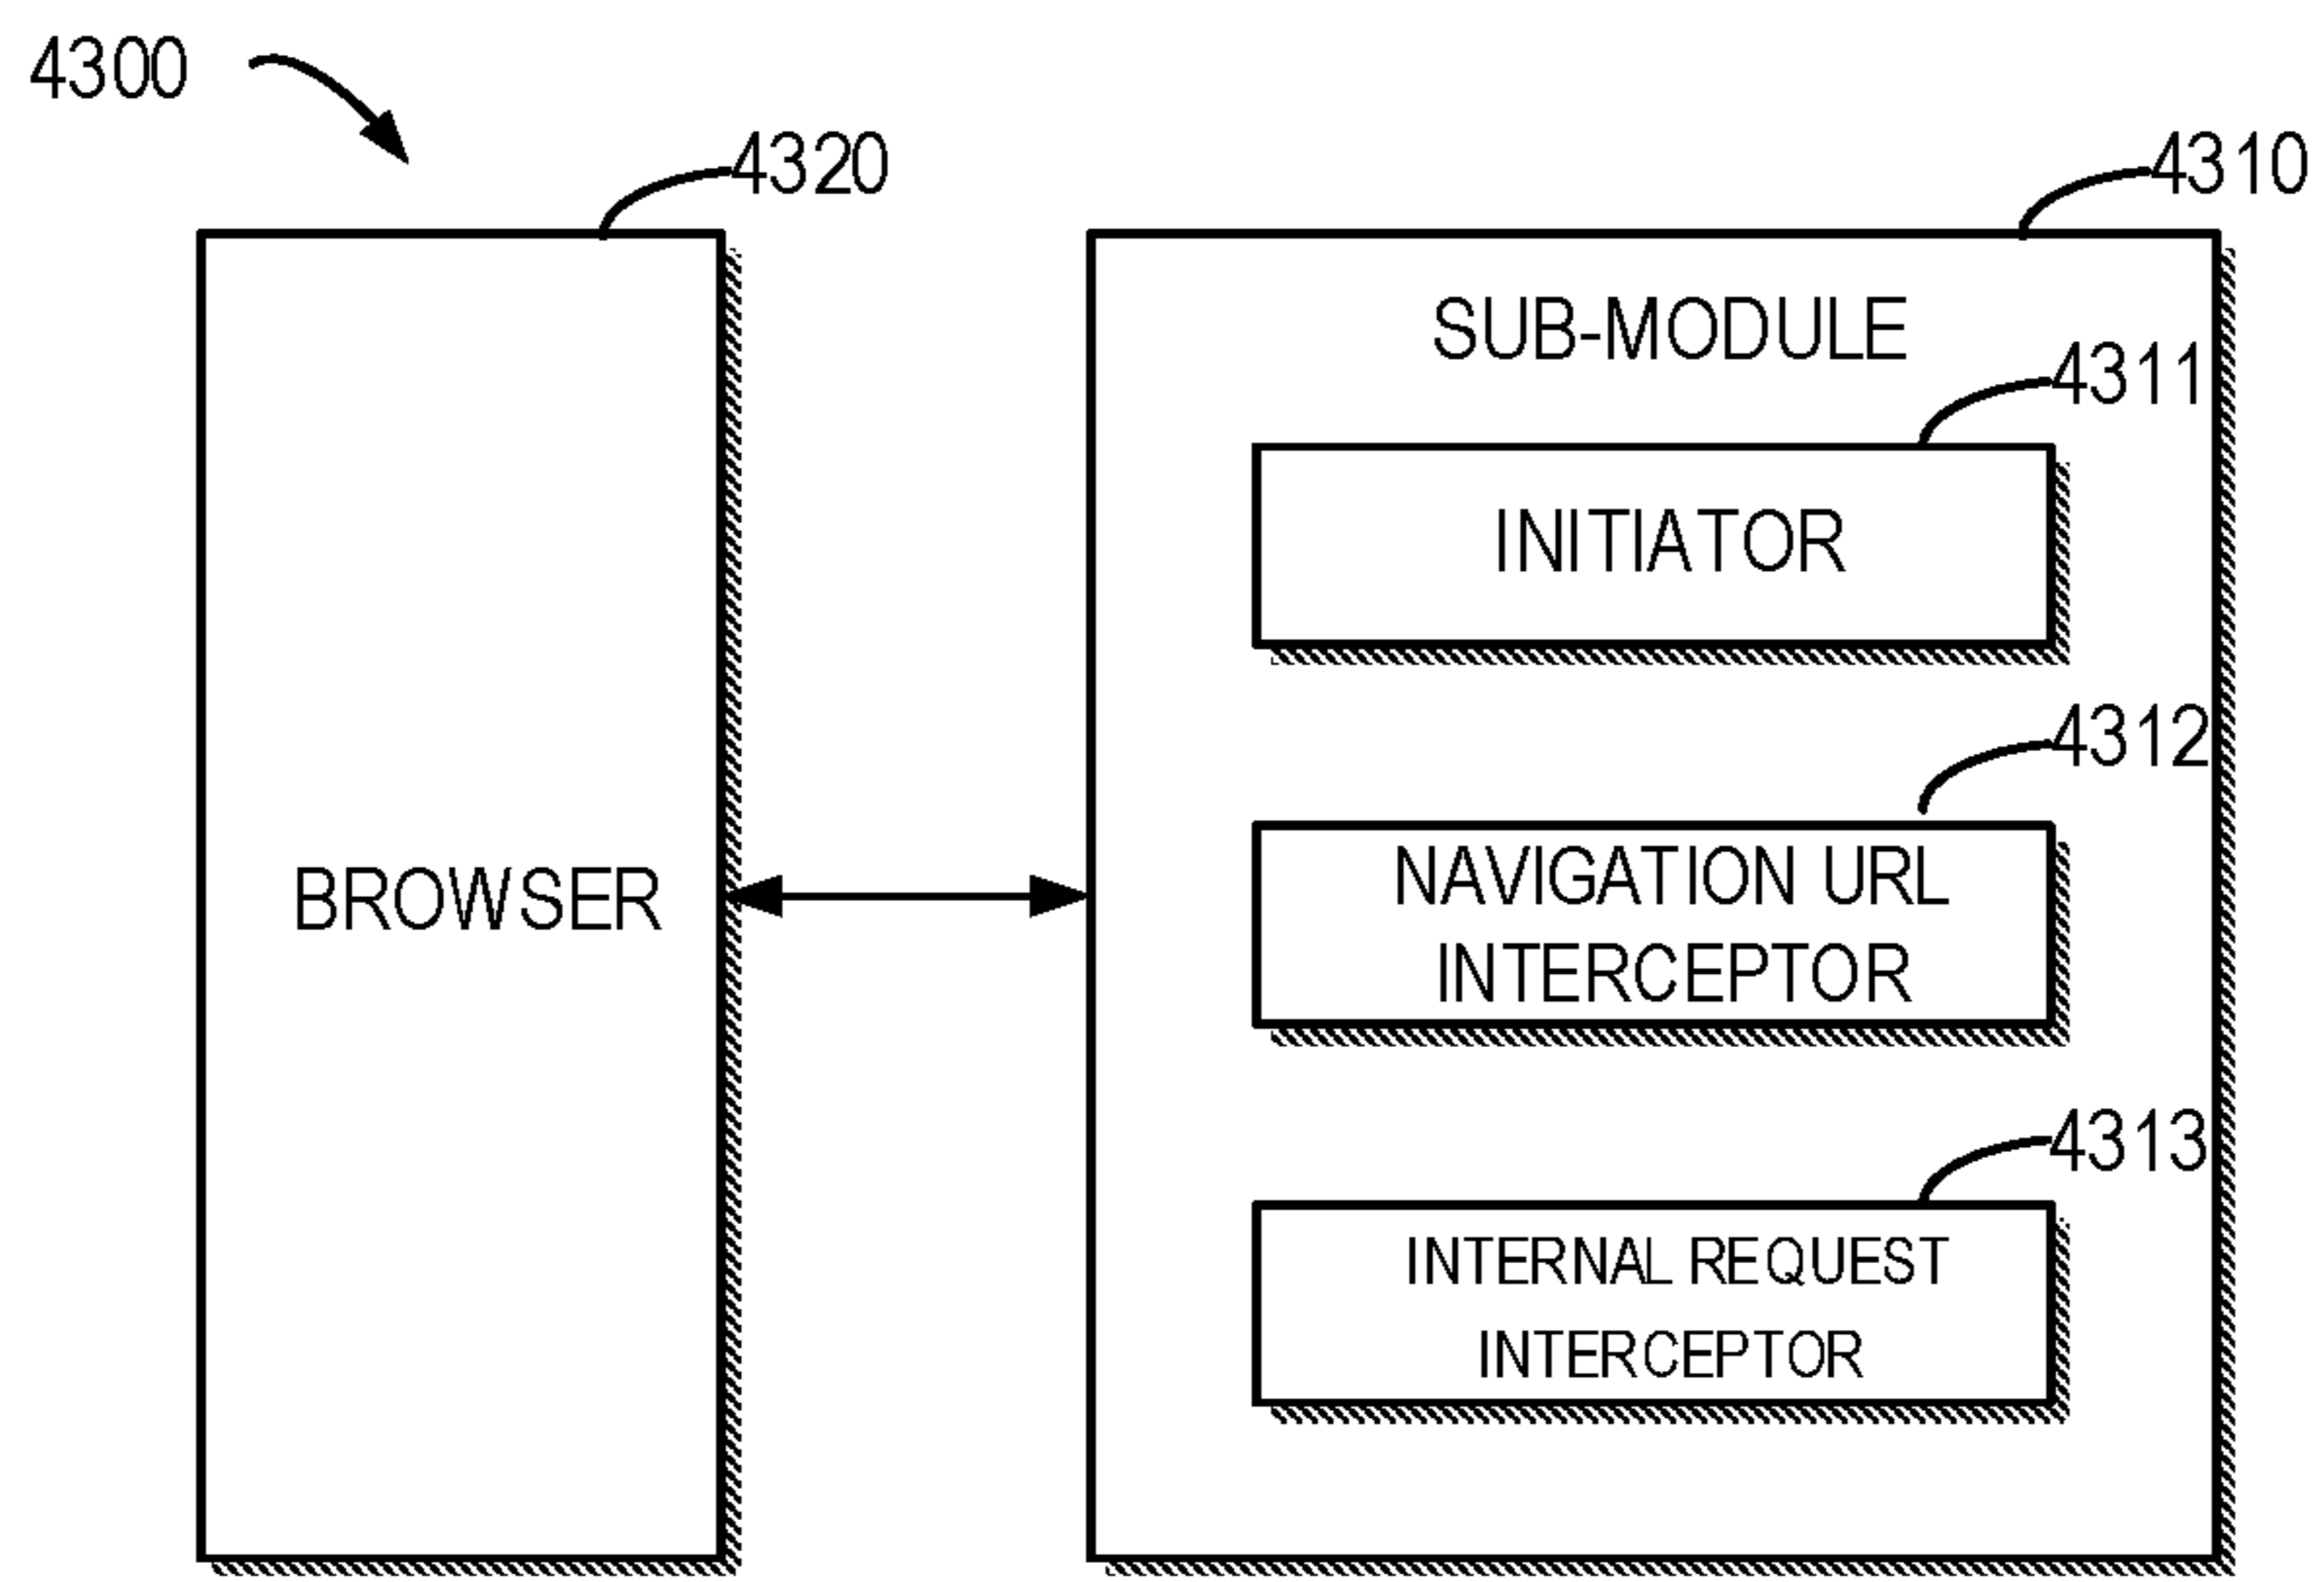 4300
4320
4310
SUB-MODULE
4311
INITIATOR
4312
NAVIGATION URL
INTERCEPTOR
BROWSER
4313
INTERNAL REQUEST
INTERCEPTOR